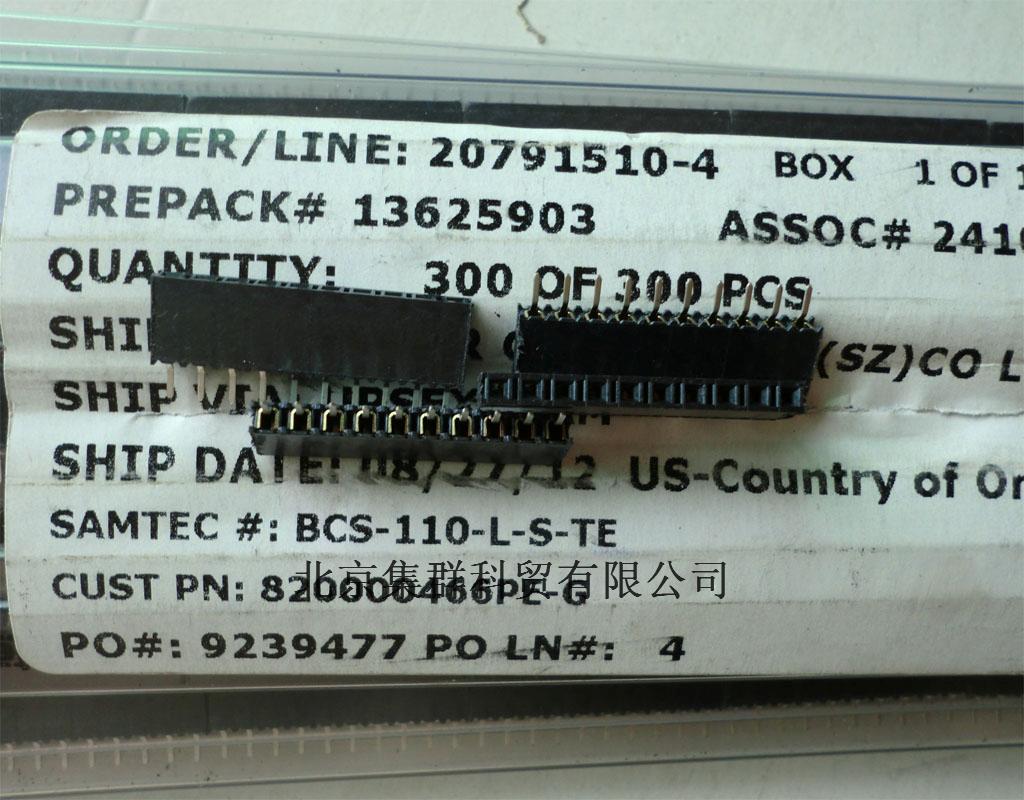 ORDER/LINE: 20791510-4 BOX 1 OF
PREPACK# 13625903 ASSOC# 241
QUANTITY: 300 OF 300 PCS
(SZ)CO L
SHIP VIA:
SHIP DATE: 08/27/12 US-Country of Or
SAMTEC #: BCS-110-L-S-TE
北京集群科贸有限公司
CUST PN: 820000466PE-G
PO#: 9239477 PO LN#: 4